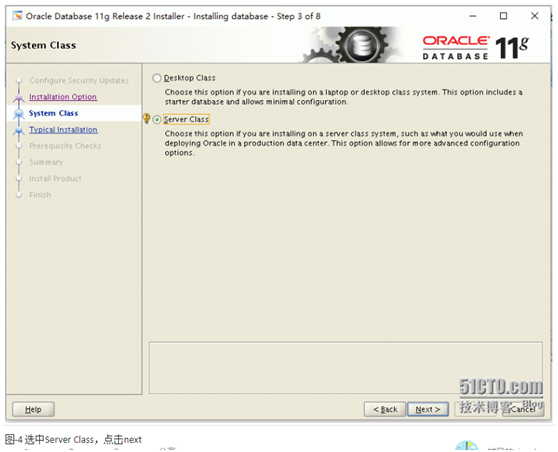 Oracle Database 11g Release 2 Installer - Installing database - Step 3 of 8
System Class
ORACLE
DATABASE
11g
Configure Security Updates
Installation Option
System Class
Typical Installation
Prerequisite Checks
Summary
Install Product
Finish
Desktop Class
Choose this option if you are installing on a laptop or desktop class system. This option includes a
starter database and allows minimal configuration.
Server Class
Choose this option if you are installing on a server class system, such as what you would use when
deploying Oracle in a production data center. This option allows for more advanced configuration
options.
51CTO.com
技术博客 Blog
Help
< Back
Next >
Cancel
图-4 选中Server Class，点击next